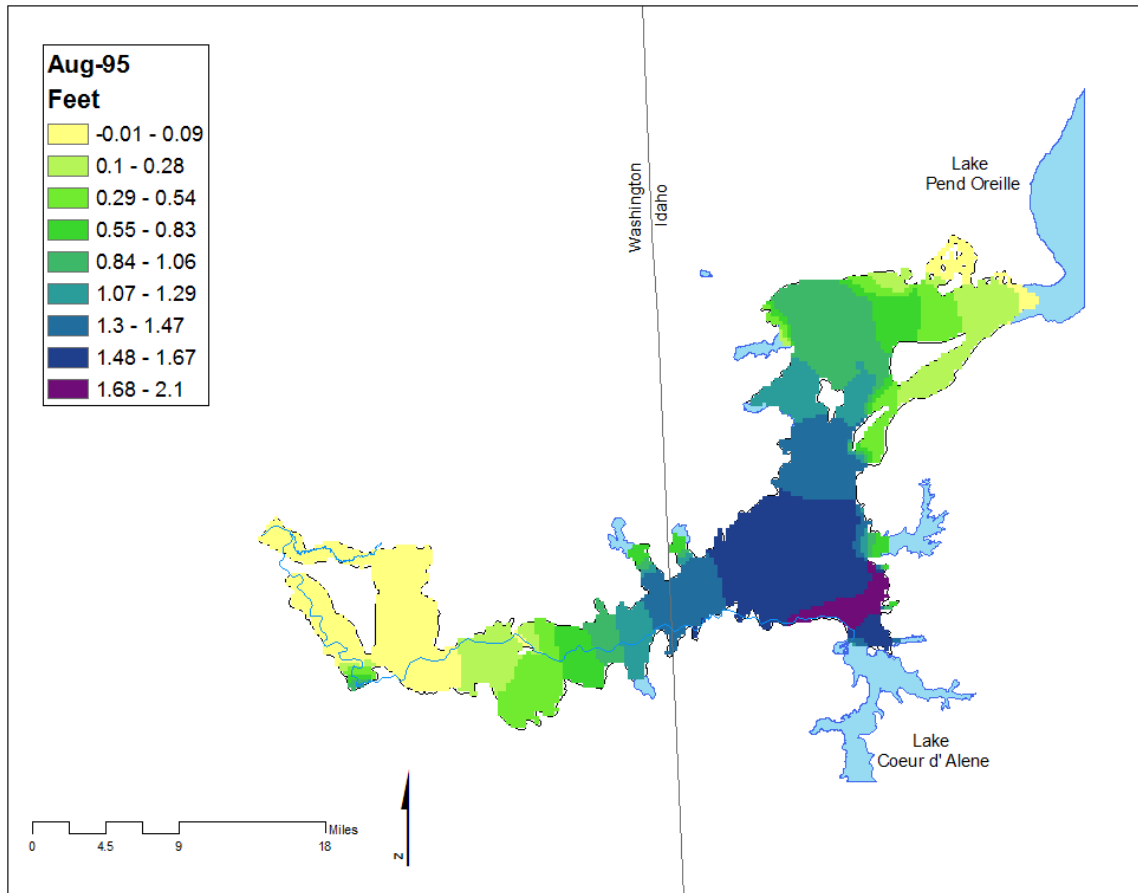 Aug-95
Feet
-0.01 - 0.09
0.1 - 0.28
0.29 - 0.54
0.55 - 0.83
0.84 - 1.06
1.07 - 1.29
1.3 - 1.47
1.48 - 1.67
1.68 - 2.1
Washington
Idaho
Lake
Pend Oreille
Lake
Coeur d' Alene
Miles
0 4.5 9 18
N